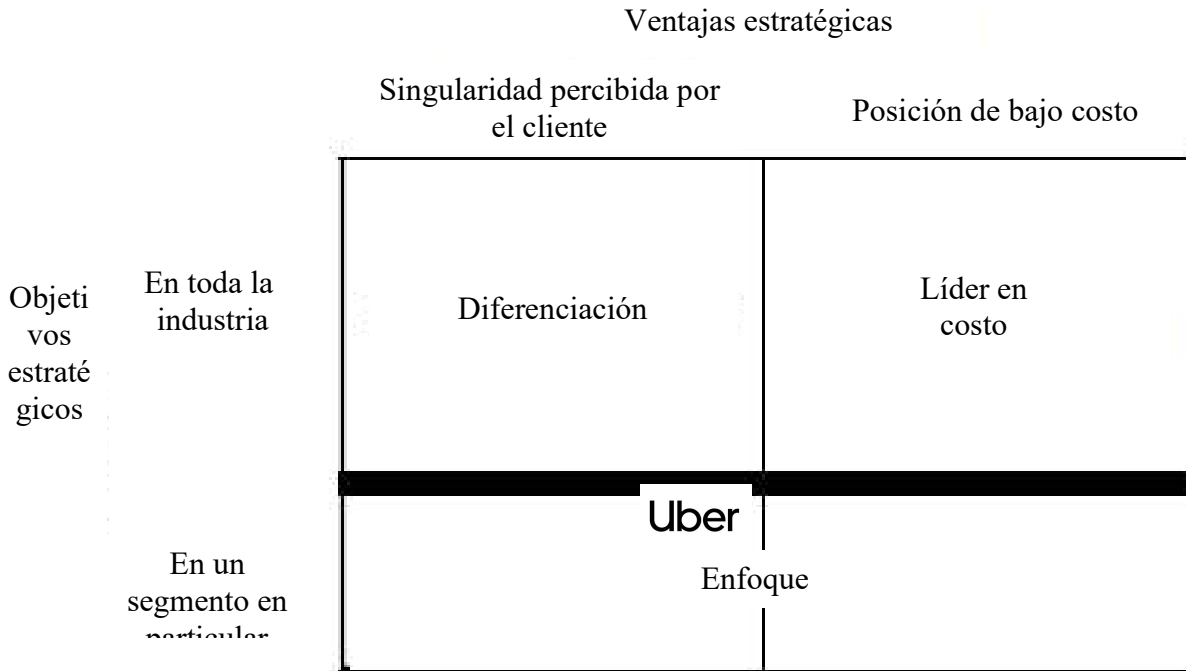 Ventajas estratégicas
Singularidad percibida por
el cliente
Posición de bajo costo
Objeti
vos
estraté
gicos
En toda la
industria
Diferenciación
Líder en
costo
Uber
En un
segmento en
particular
Enfoque